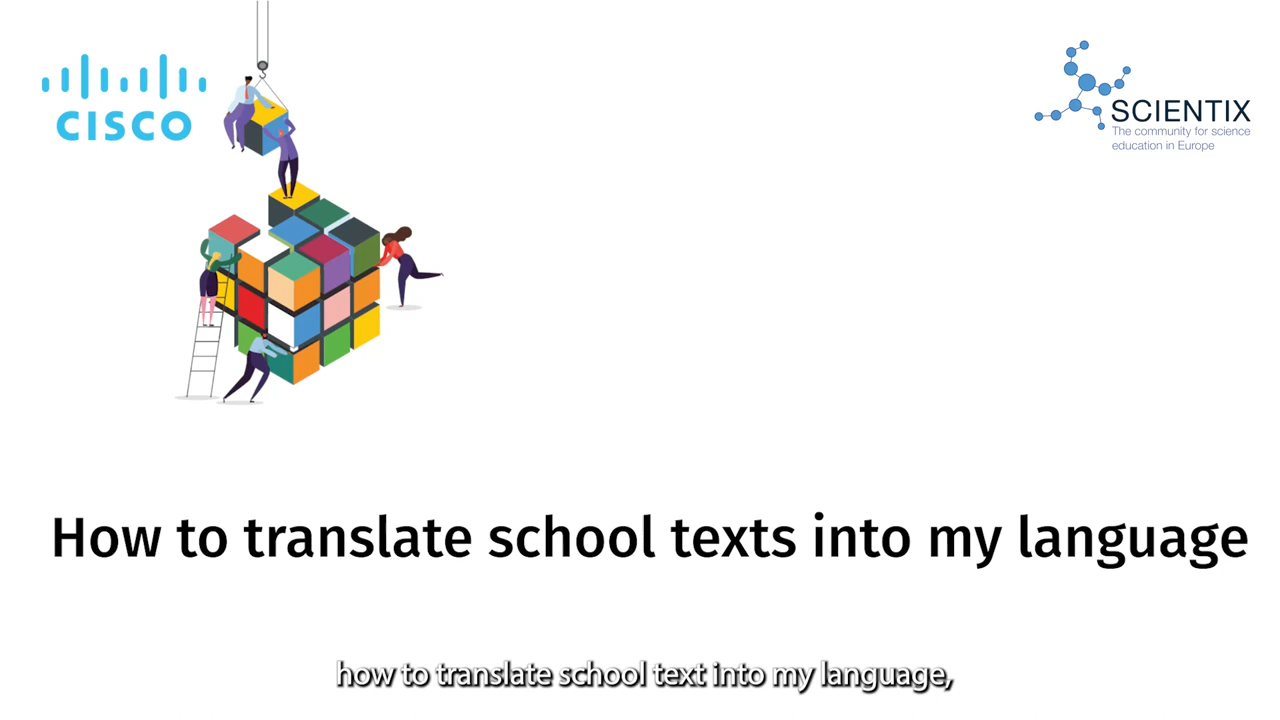 CISCO
SCIENTIX
The community for science
education in Europe
How to translate school texts into my language
how to translate school text into my language,